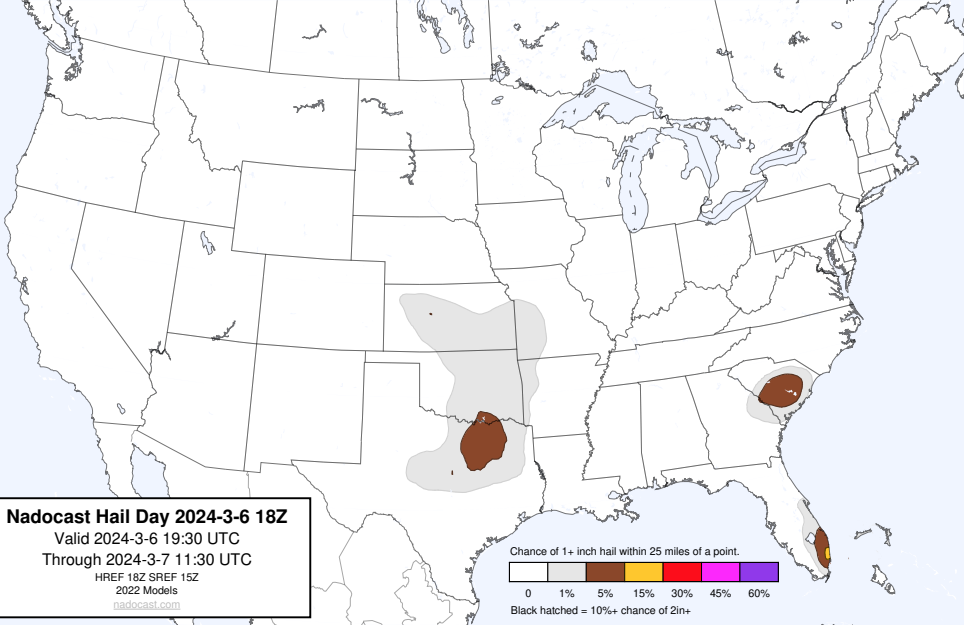 Nadocast Hail Day 2024-3-6 18Z
Valid 2024-3-6 19:30 UTC
Through 2024-3-7 11:30 UTC
HREF 18Z SREF 15Z
2022 Models
nadocast.com
Chance of 1+ inch hail within 25 miles of a point.
0 1% 5% 15% 30% 45% 60%
Black hatched = 10%+ chance of 2in+